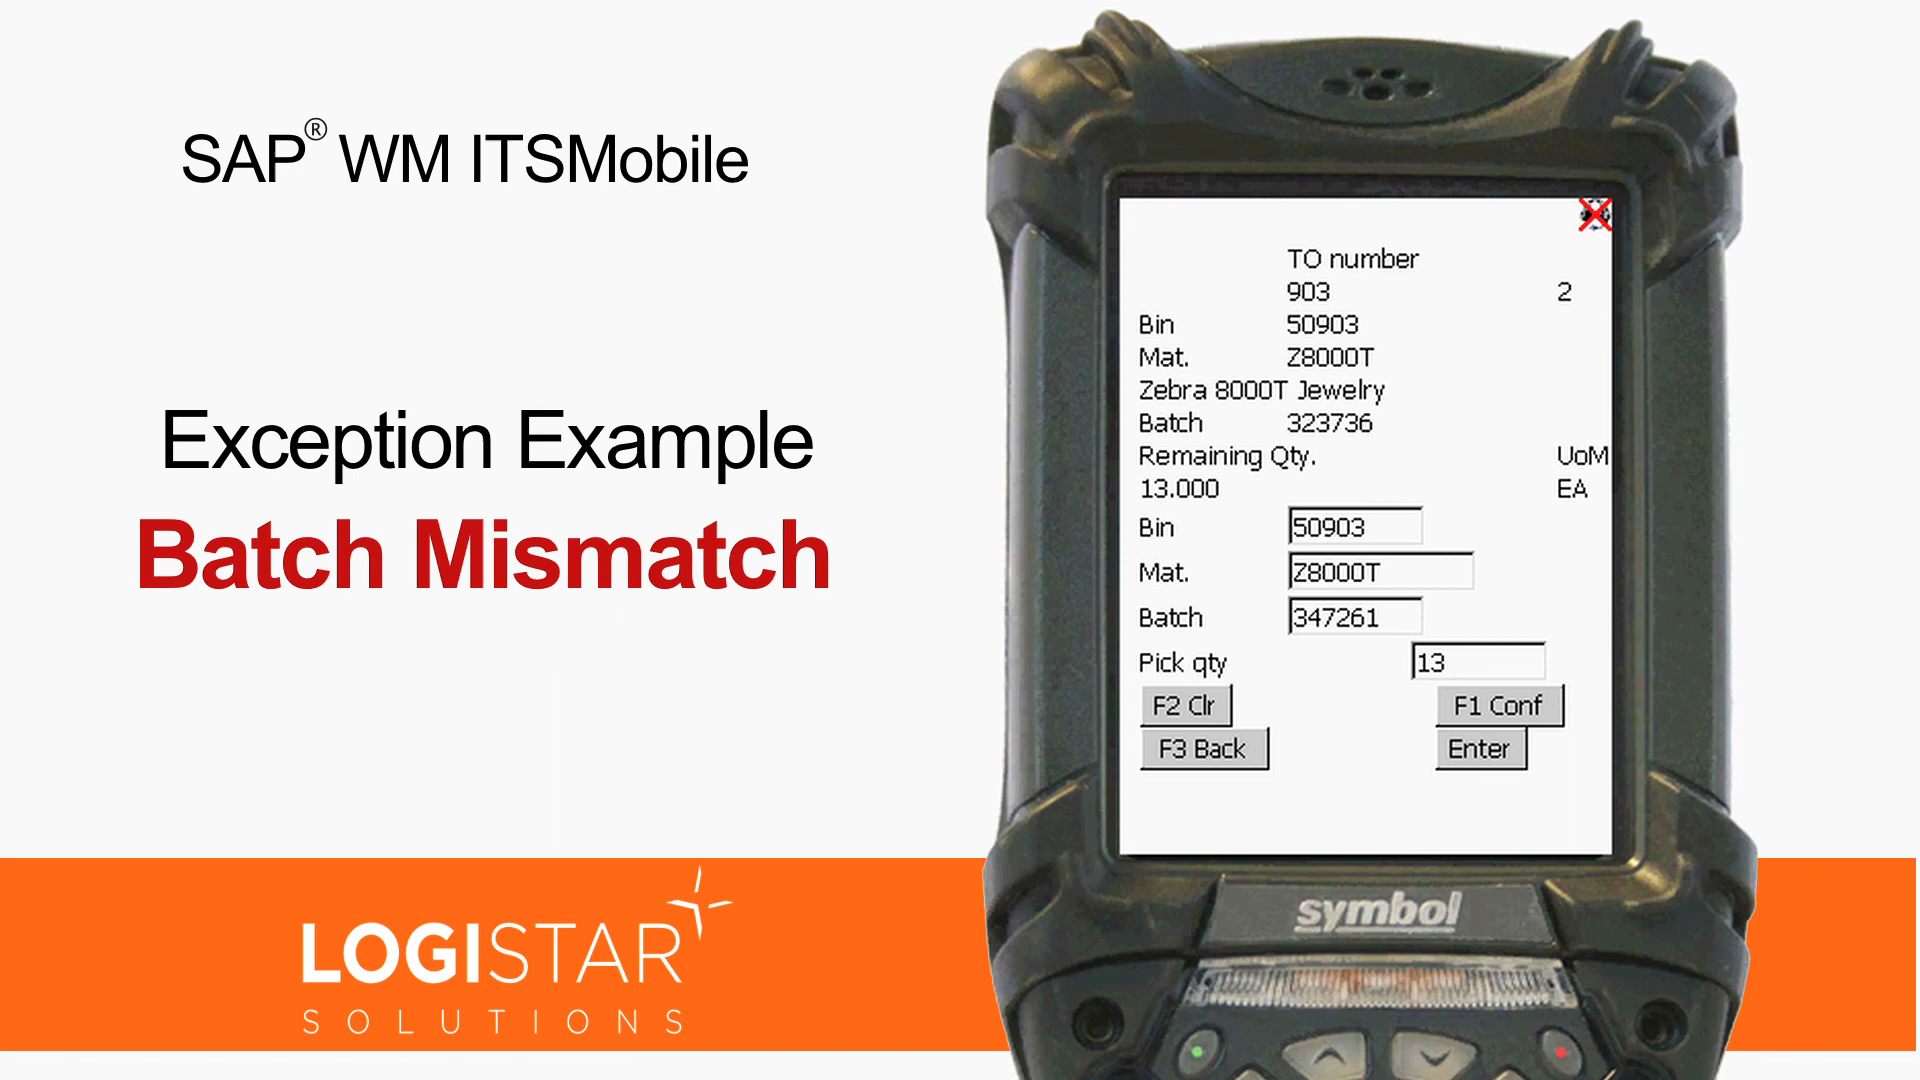 SAP® WM ITSMobile
Exception Example
Batch Mismatch
LOGISTAR
SOLUTIONS
TO number
903 2
Bin 50903
Mat. Z8000T
Zebra 8000T Jewelry
Batch 323736
Remaining Qty. UoM
13.000 EA
Bin 50903
Mat. Z8000T
Batch 347261
Pick qty 13
F2 Clr F1 Conf
F3 Back Enter
symbol